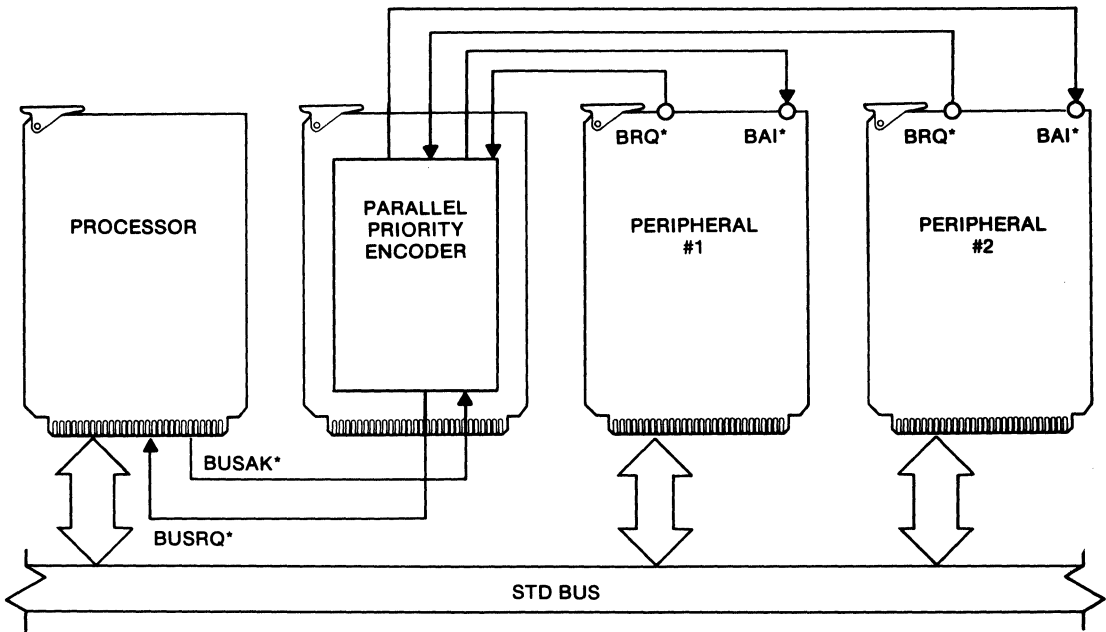 BRQ*
BAI*
BRQ*
BAI*
PROCESSOR
PARALLEL
PRIORITY
ENCODER
PERIPHERAL
#1
PERIPHERAL
#2
BUSAK*
BUSRQ*
STD BUS